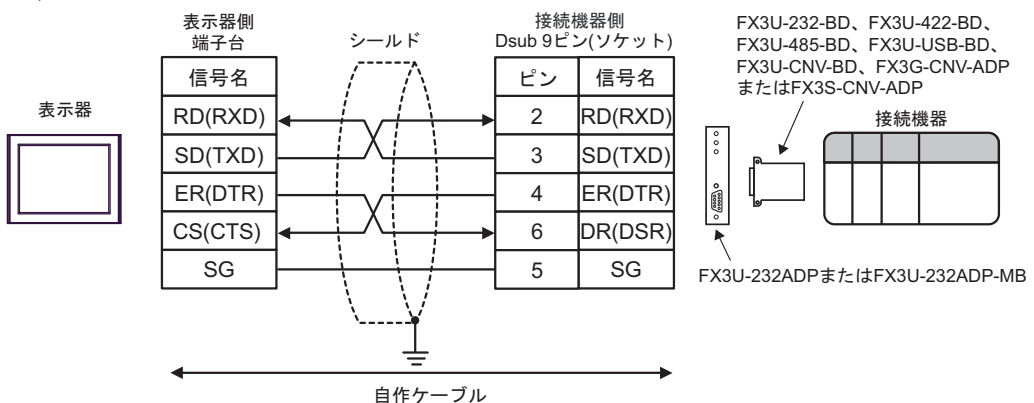 表示器側
端子台
シールド
接続機器側
Dsub 9ピン(ソケット)
FX3U-232-BD、FX3U-422-BD、
FX3U-485-BD、FX3U-USB-BD、
FX3U-CNV-BD、FX3G-CNV-ADP
またはFX3S-CNV-ADP
表示器
信号名
ピン 信号名
RD(RXD) 2 RD(RXD)
SD(TXD) 3 SD(TXD)
ER(DTR) 4 ER(DTR)
CS(CTS) 6 DR(DSR)
SG 5 SG
接続機器
FX3U-232ADPまたはFX3U-232ADP-MB
自作ケーブル